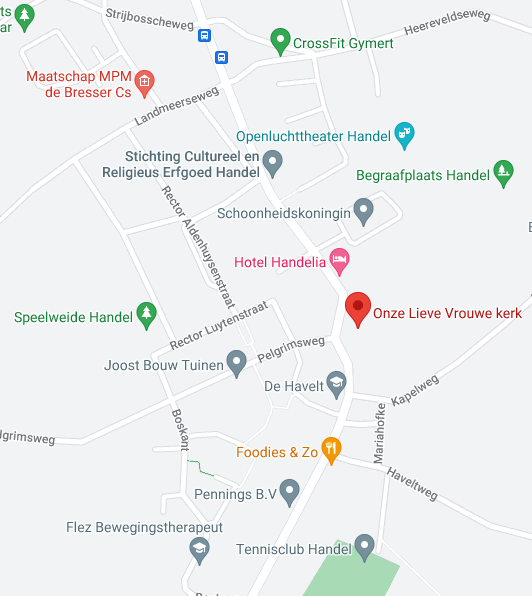 ts
ar
Strijbosscheweg
Heereveldseweg
CrossFit Gymert
Maatschap MPM
de Bresser Cs
Landmeerseweg
Openluchttheater Handel
Stichting Cultureel en
Religieus Erfgoed Handel
Begraafplaats Handel
Schoonheidskoningin
Rector Aldenhuysenstraat
Hotel Handelia
Onze Lieve Vrouwe kerk
Speelweide Handel
Rector Luytenstraat
Pelgrimsweg
Joost Bouw Tuinen
De Havelt
Kapelweg
Boskant
Mariahofke
lgrimsweg
Foodies & Zo
Haveltweg
Pennings B.V
Flez Bewegingstherapeut
Tennisclub Handel